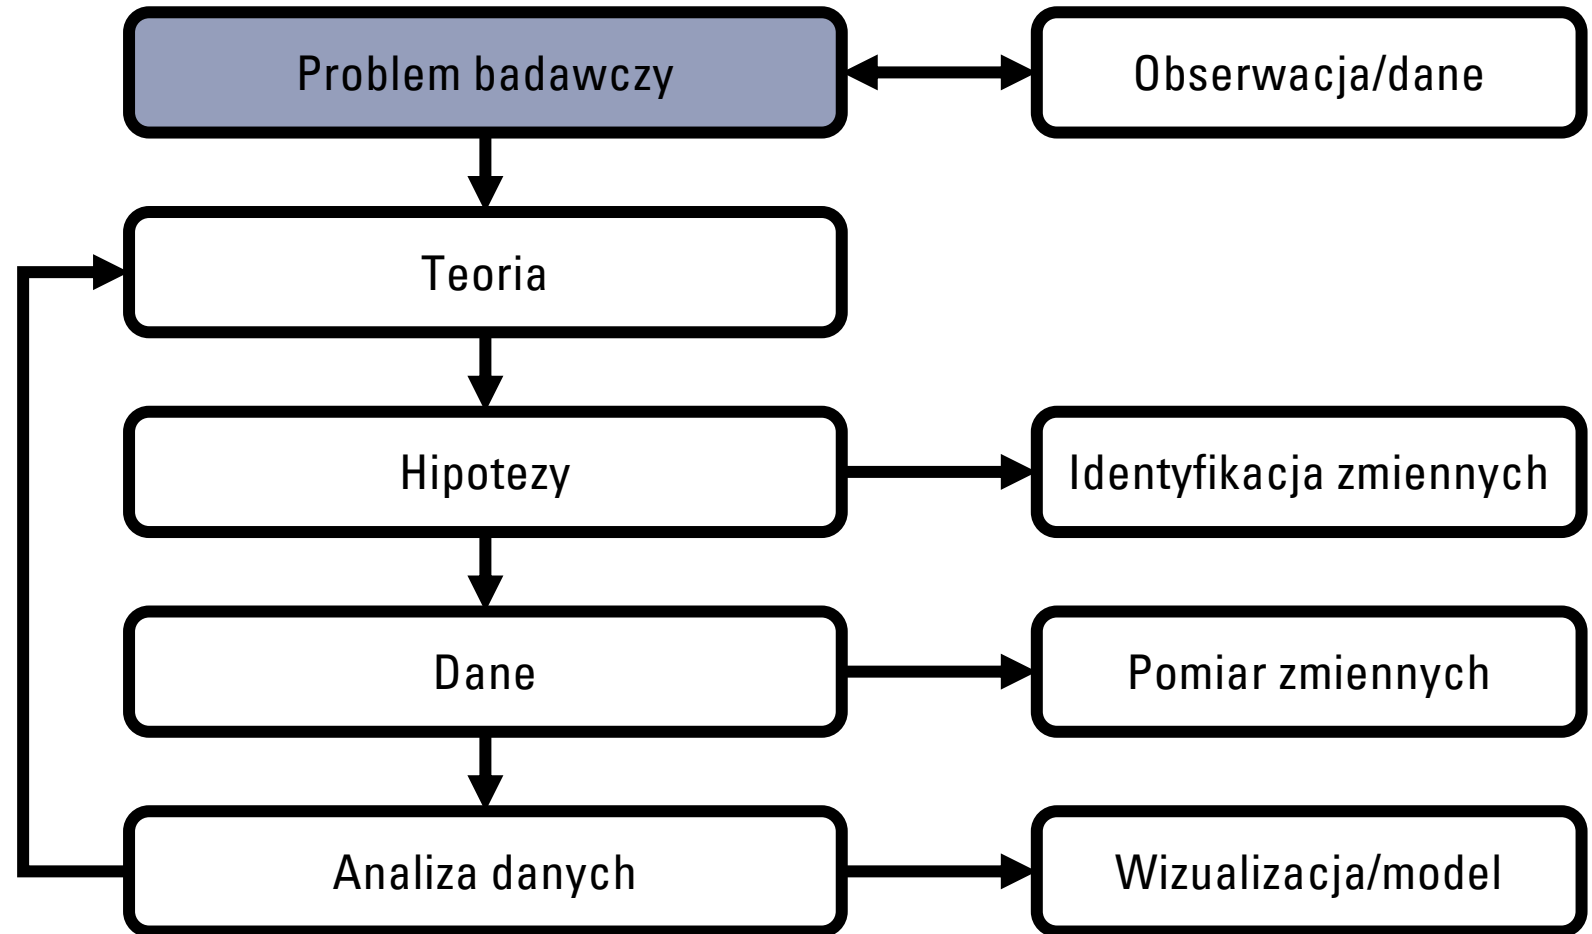 Problem badawczy
Obserwacja/dane
Teoria
Hipotezy
Identyfikacja zmiennych
Dane
Pomiar zmiennych
Analiza danych
Wizualizacja/model